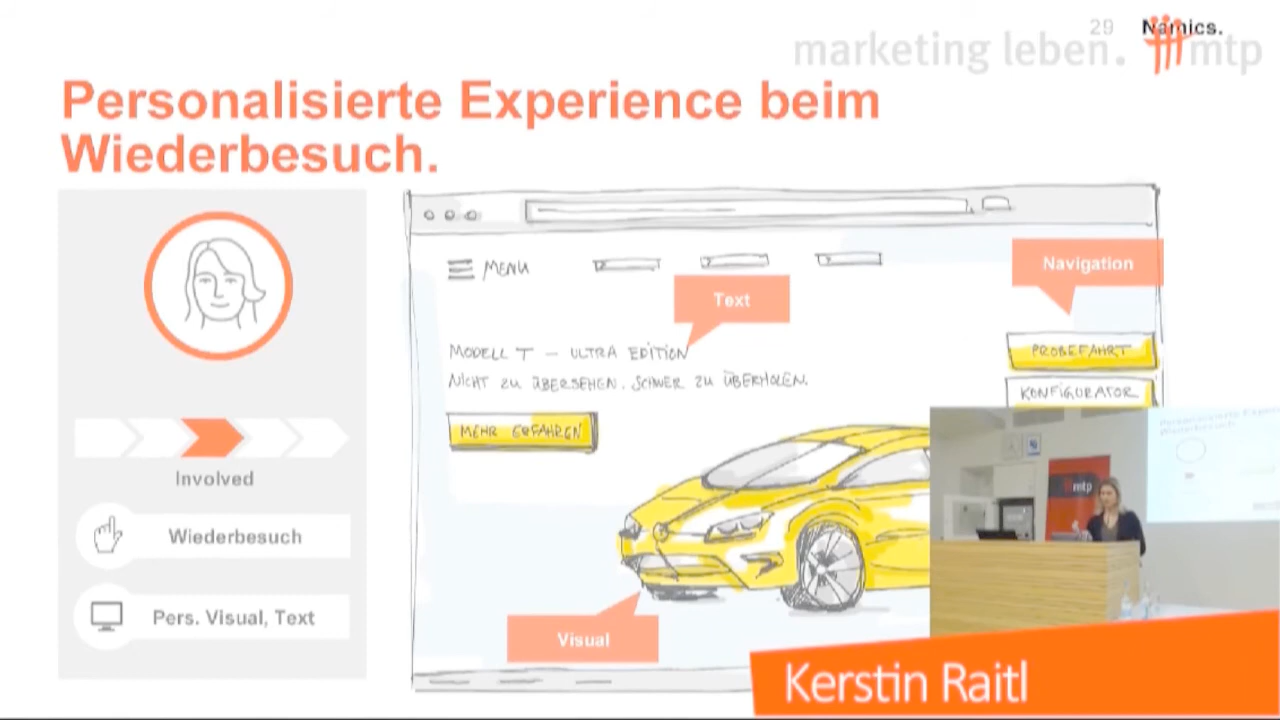 29 Namics.
marketing leben. mtp
Personalisierte Experience beim
Wiederbesuch.
MENU
Navigation
Text
PROBEFAHRT
MODELL T – ULTRA EDITION
NICHT ZU ÜBERSEHEN. SCHWER ZU ÜBERHOLEN.
KONFIGURATOR
MEHR ERFAHREN
Involved
Wiederbesuch
Pers. Visual, Text
Visual
mtp
Kerstin Raitl